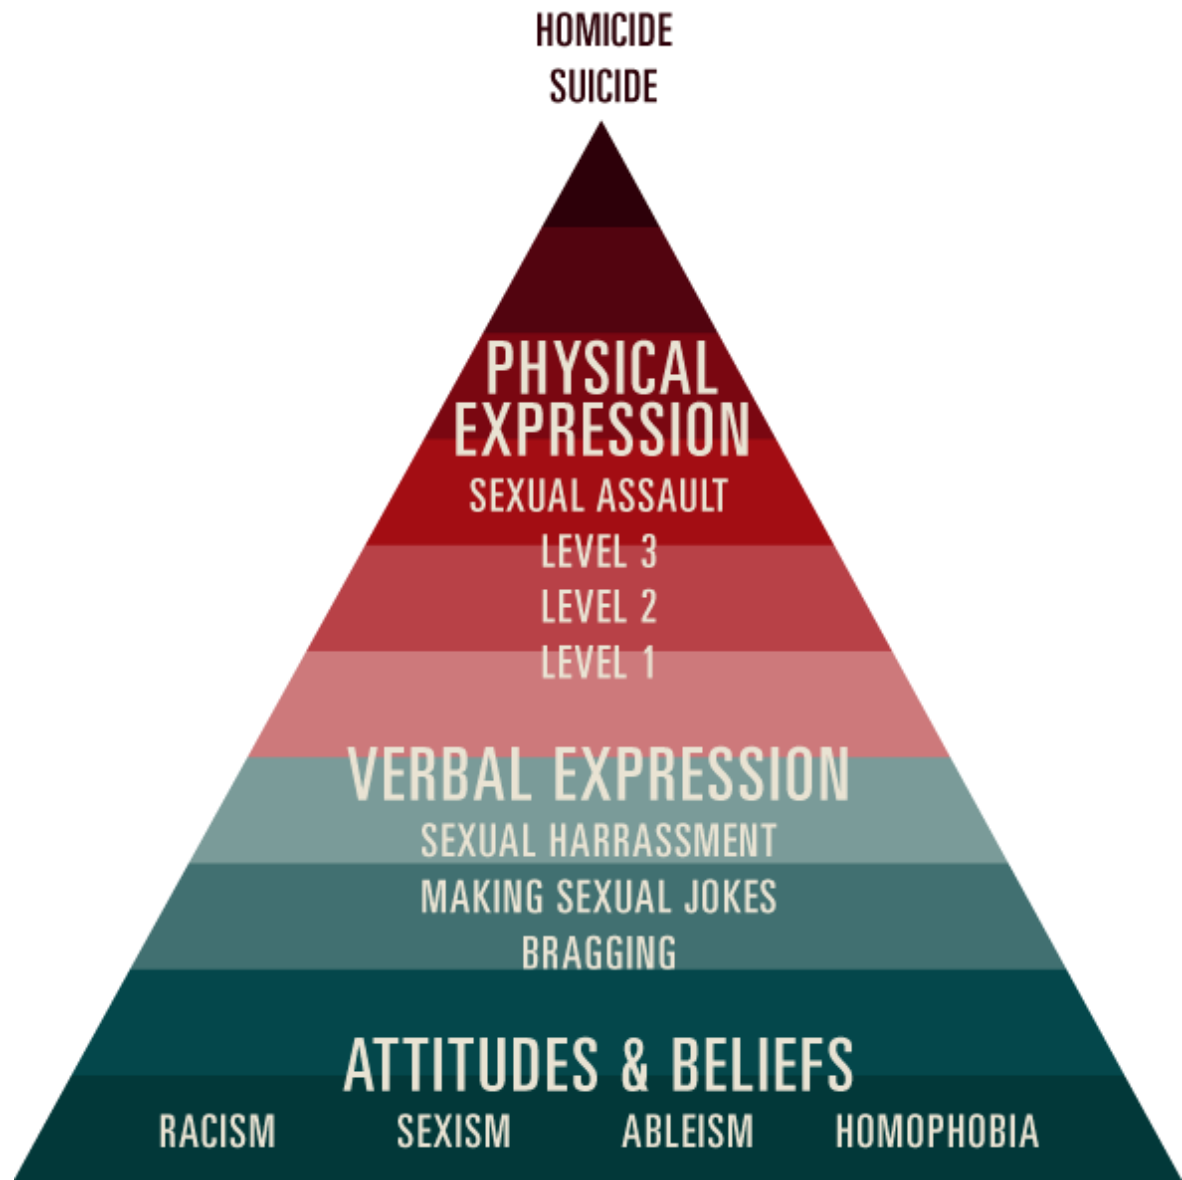 HOMICIDE
SUICIDE
PHYSICAL
EXPRESSION
SEXUAL ASSAULT
LEVEL 3
LEVEL 2
LEVEL 1
VERBAL EXPRESSION
SEXUAL HARRASSMENT
MAKING SEXUAL JOKES
BRAGGING
ATTITUDES & BELIEFS
RACISM SEXISM ABLEISM HOMOPHOBIA